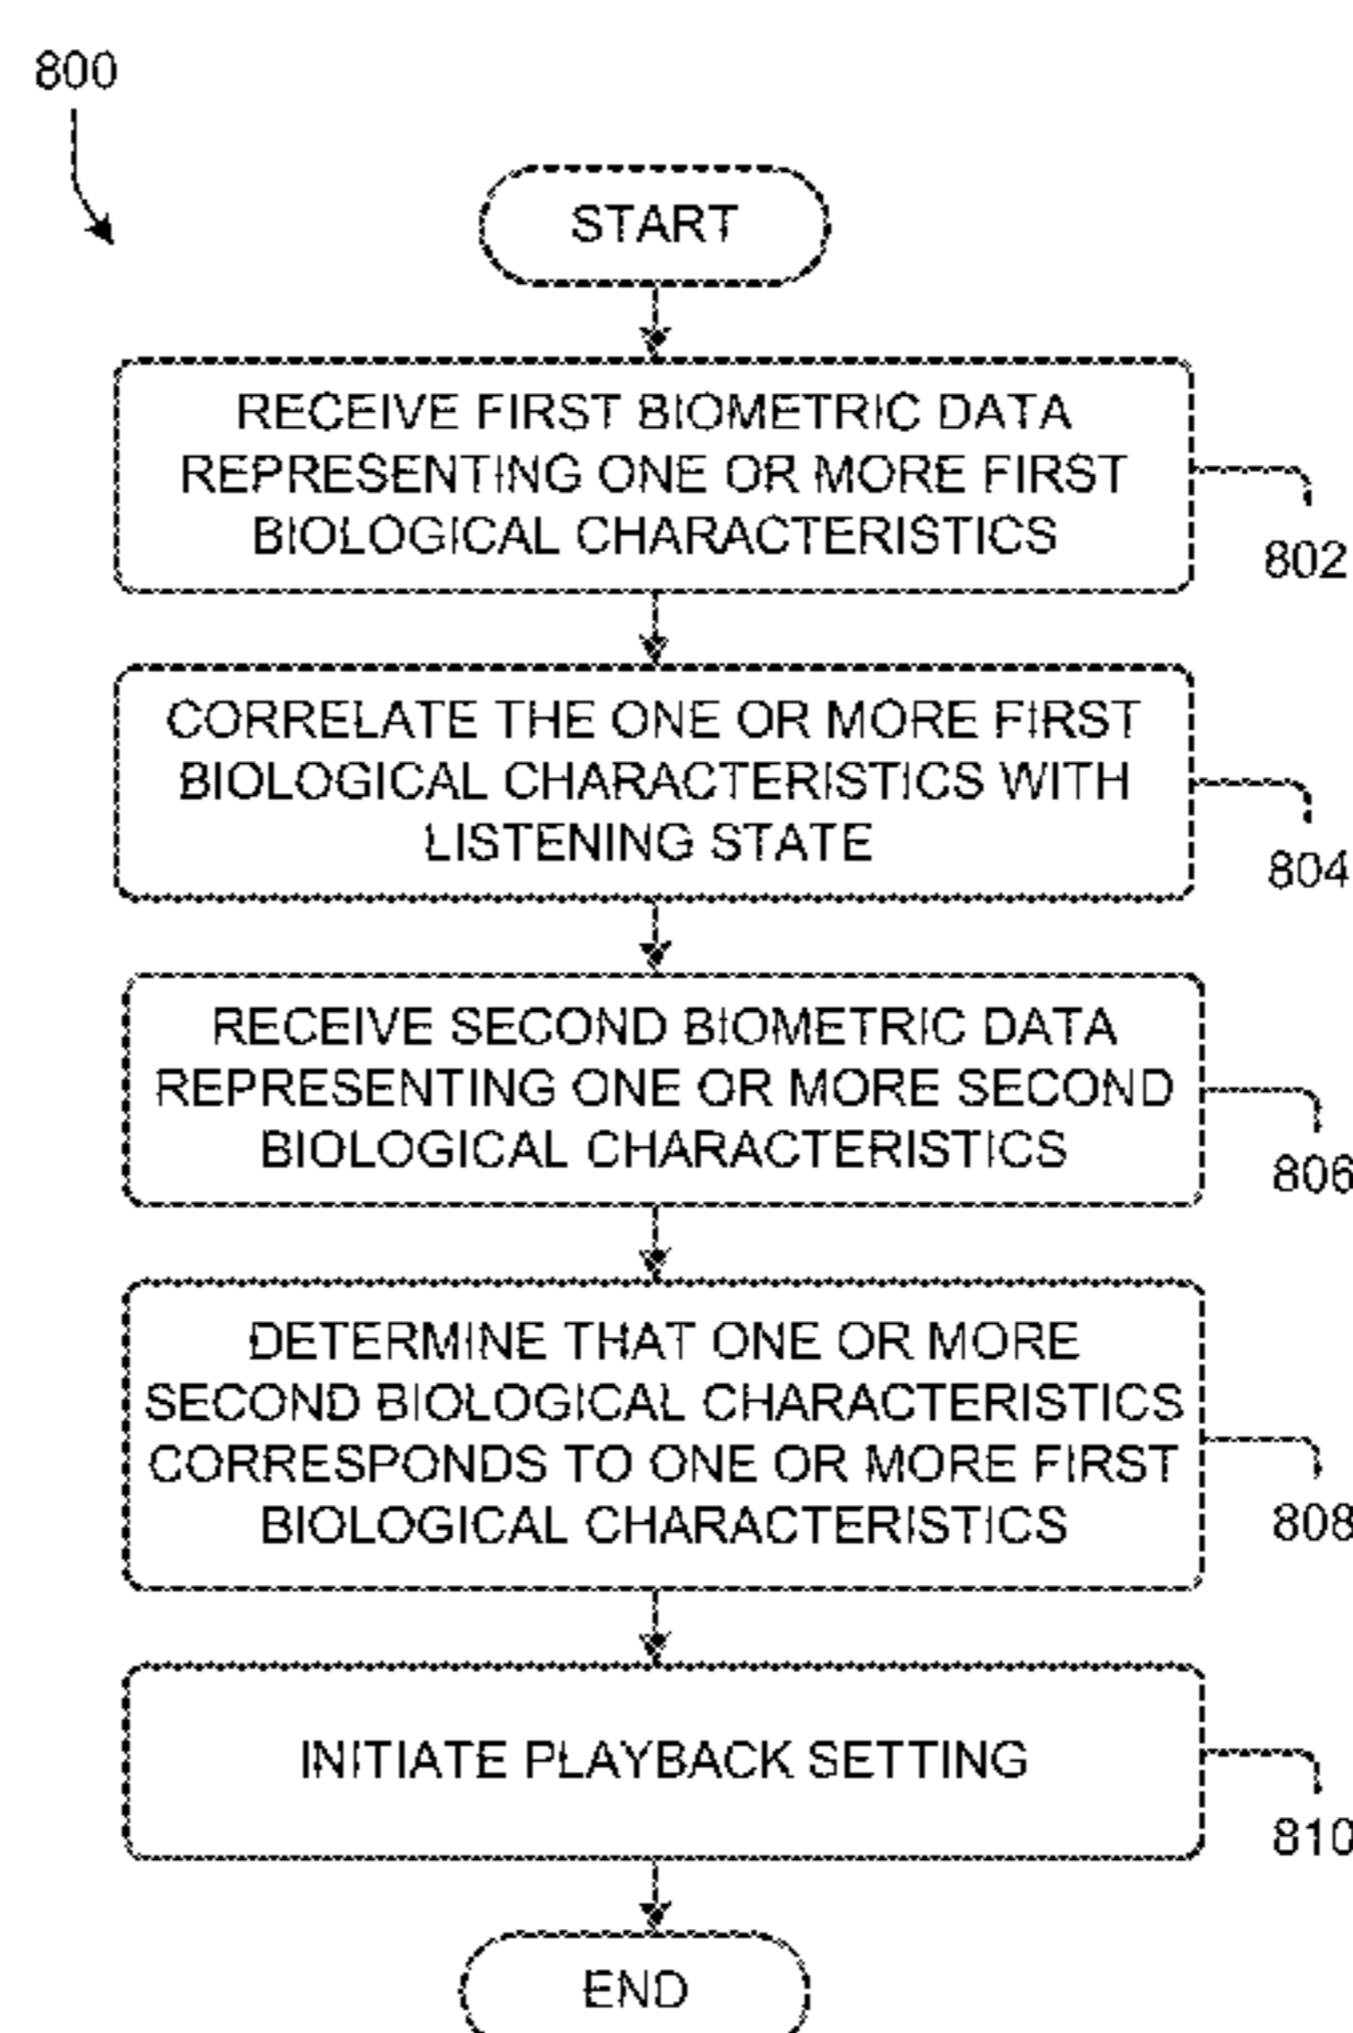 800
START
RECEIVE FIRST BIOMETRIC DATA
REPRESENTING ONE OR MORE FIRST
BIOLOGICAL CHARACTERISTICS
802
CORRELATE THE ONE OR MORE FIRST
BIOLOGICAL CHARACTERISTICS WITH
LISTENING STATE
804
RECEIVE SECOND BIOMETRIC DATA
REPRESENTING ONE OR MORE SECOND
BIOLOGICAL CHARACTERISTICS
806
DETERMINE THAT ONE OR MORE
SECOND BIOLOGICAL CHARACTERISTICS
CORRESPONDS TO ONE OR MORE FIRST
BIOLOGICAL CHARACTERISTICS
808
INITIATE PLAYBACK SETTING
810
END